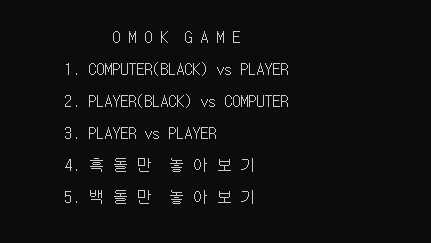 O M O K  G A M E
1. COMPUTER(BLACK) vs PLAYER
2. PLAYER(BLACK) vs COMPUTER
3. PLAYER vs PLAYER
4. 흑 돌 만  놓 아 보 기
5. 백 돌 만  놓 아 보 기